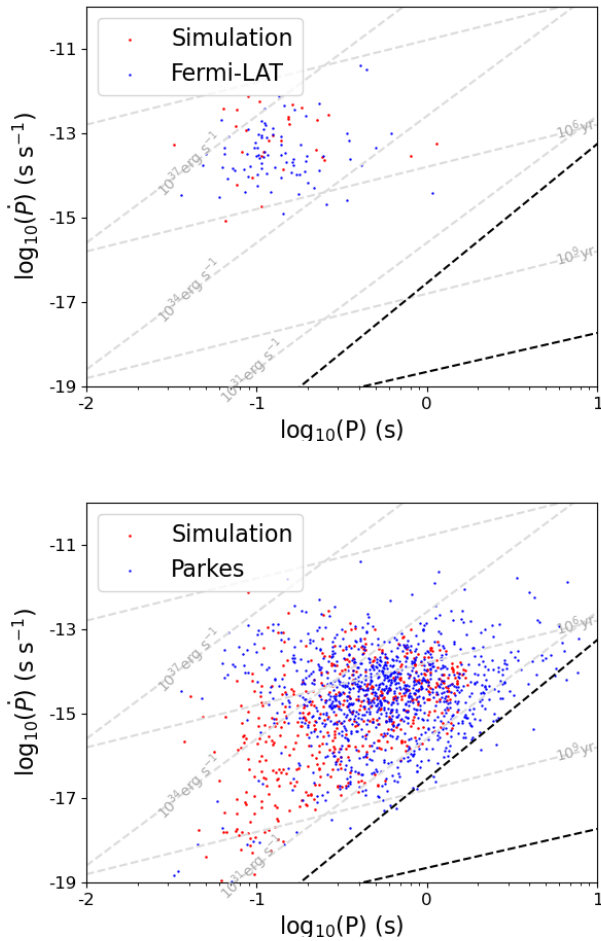 Simulation
Fermi-LAT
-11
-13
-15
-17
-19
-2
-1
0
1
10³⁷erg s⁻¹
10³⁴erg s⁻¹
10³¹erg s⁻¹
10⁶yr
10⁹yr
log₁₀(Ṗ) (s s⁻¹)
log₁₀(P) (s)
Simulation
Parkes
-11
-13
-15
-17
-19
-2
-1
0
1
10³⁷erg s⁻¹
10³⁴erg s⁻¹
10³¹erg s⁻¹
10⁶yr
10⁹yr
log₁₀(Ṗ) (s s⁻¹)
log₁₀(P) (s)